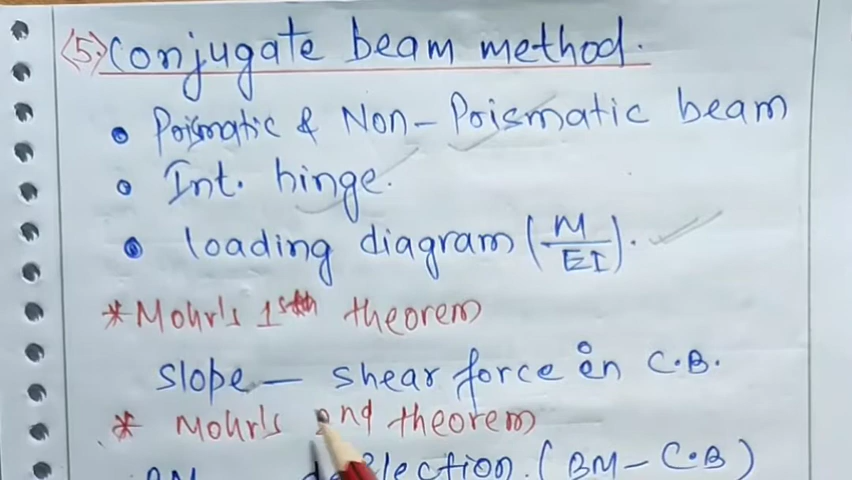 (5.) Conjugate beam method.
• Prismatic & Non-Prismatic beam
• Int. hinge.
• loading diagram (M/EI).
*Mohr's 1st theorem
slope — shear force in C.B.
* Mohr's 2nd theorem
deflection. (BM - C.B)